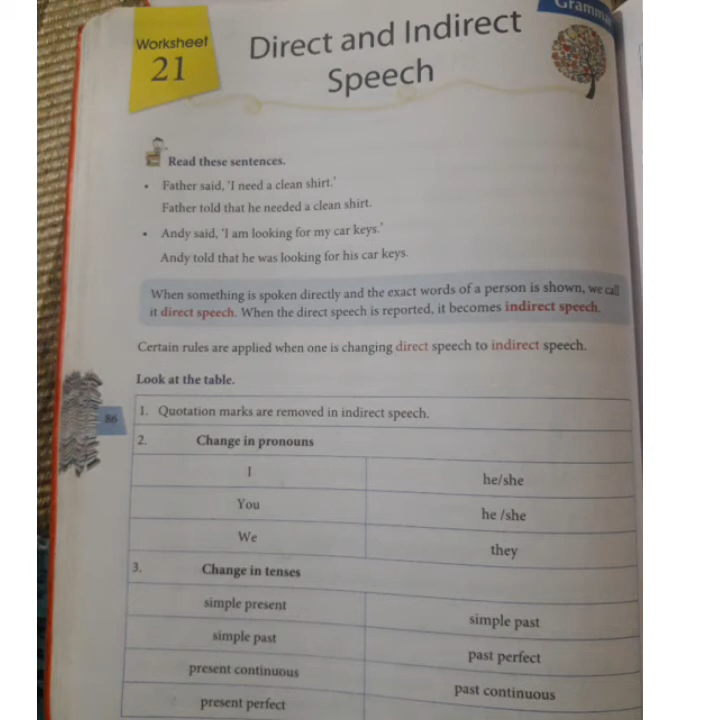 Worksheet
21
Direct and Indirect
Speech
Read these sentences.
• Father said, 'I need a clean shirt.'
Father told that he needed a clean shirt.
• Andy said, 'I am looking for my car keys.'
Andy told that he was looking for his car keys.
When something is spoken directly and the exact words of a person is shown, we call
it direct speech. When the direct speech is reported, it becomes indirect speech.
Certain rules are applied when one is changing direct speech to indirect speech.
Look at the table.
86
1. Quotation marks are removed in indirect speech.
2. Change in pronouns
I he/she
You he /she
We they
3. Change in tenses
simple present simple past
simple past past perfect
present continuous past continuous
present perfect